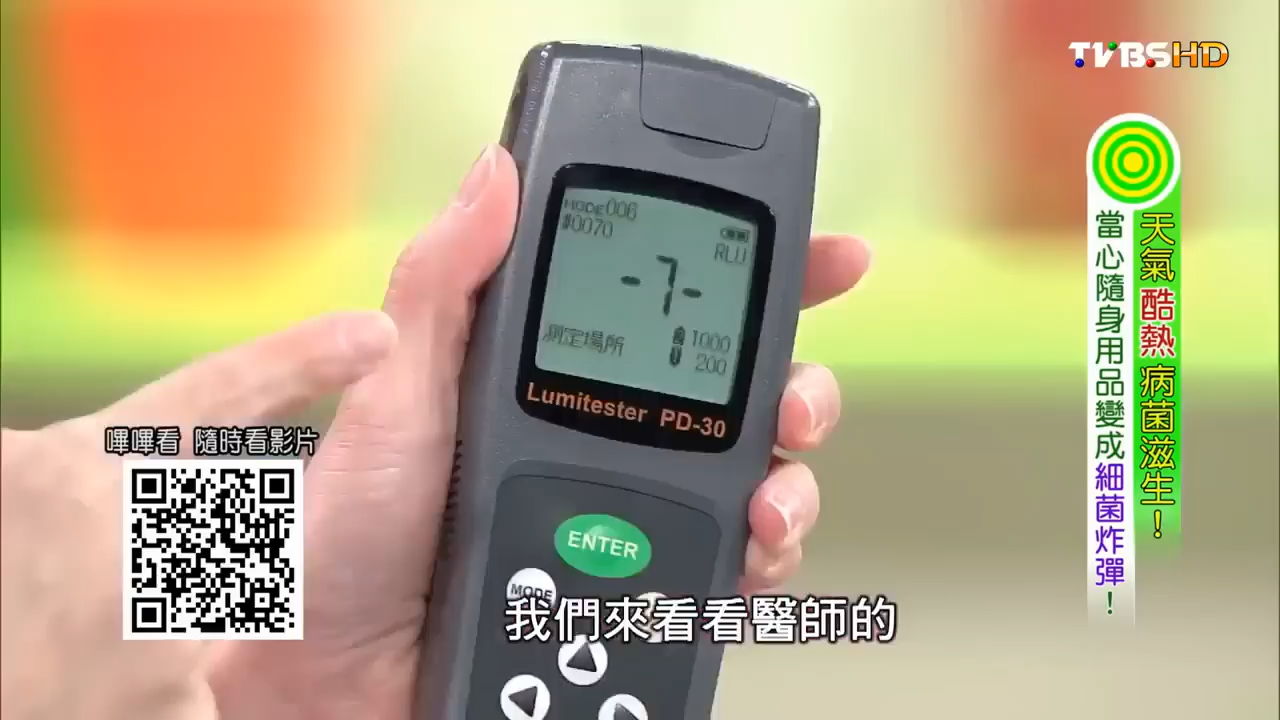 TVBSHD
天氣酷熱 病菌滋生！
當心隨身用品變成細菌炸彈！
MODE006
#0070
RLU
-7-
測定場所
1000
200
Lumitester PD-30
ENTER
MODE
嗶嗶看 隨時看影片
我們來看看醫師的